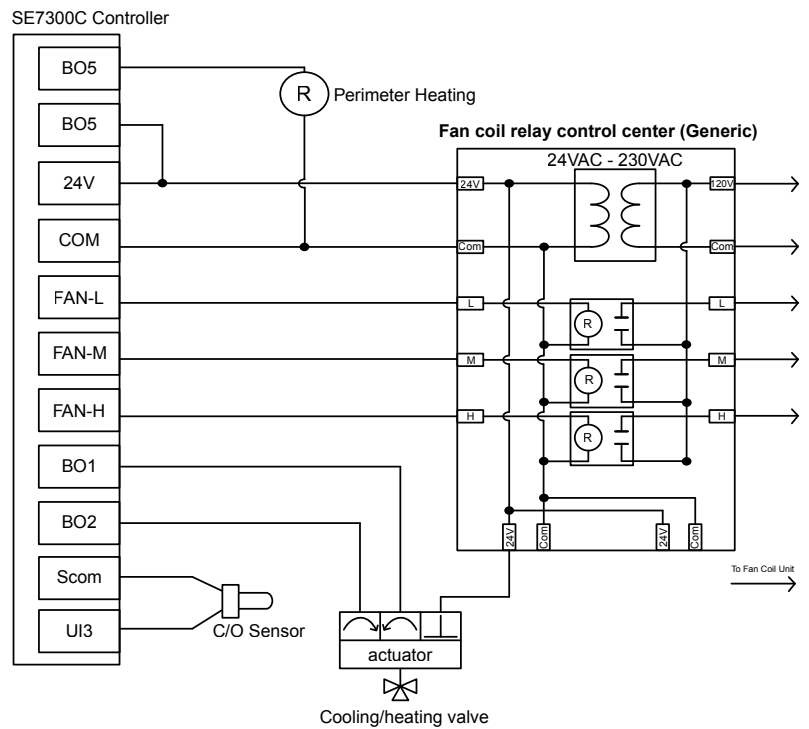 SE7300C Controller
BO5
R
Perimeter Heating
BO5
Fan coil relay control center (Generic)
24VAC - 230VAC
24V
24V
120V
COM
Com
Com
FAN-L
L
R
L
FAN-M
M
R
M
FAN-H
H
R
H
BO1
BO2
24V
Com
24V
Com
Scom
To Fan Coil Unit
UI3
C/O Sensor
actuator
Cooling/heating valve